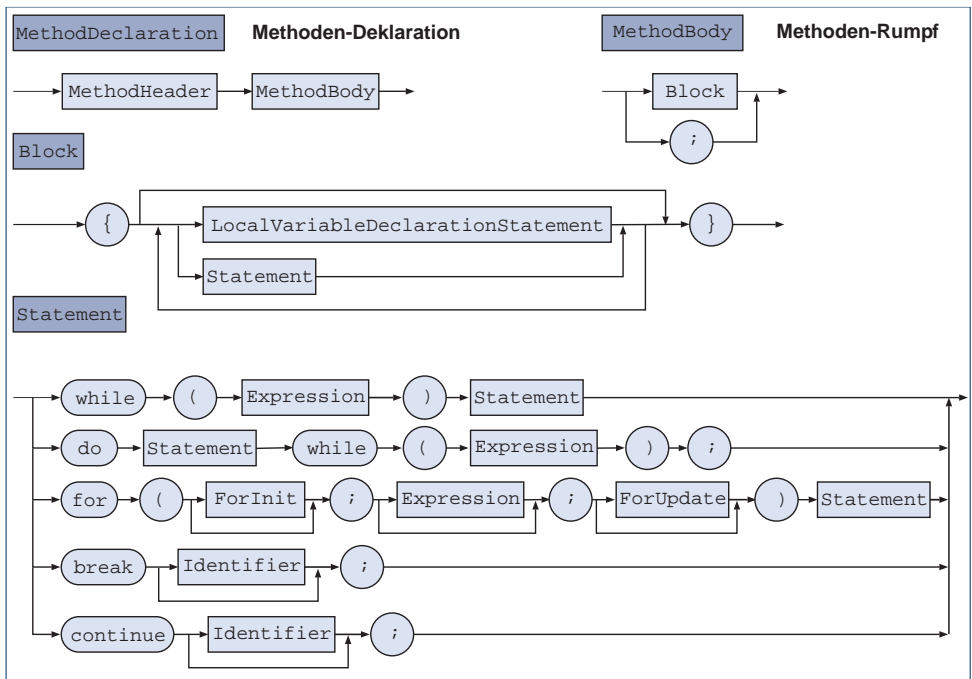 MethodDeclaration Methoden-Deklaration MethodBody Methoden-Rumpf
MethodHeader MethodBody Block
;
Block
{ LocalVariableDeclarationStatement }
Statement
Statement
while ( Expression ) Statement
do Statement while ( Expression ) ;
for ( ForInit ; Expression ; ForUpdate ) Statement
break Identifier ;
continue Identifier ;